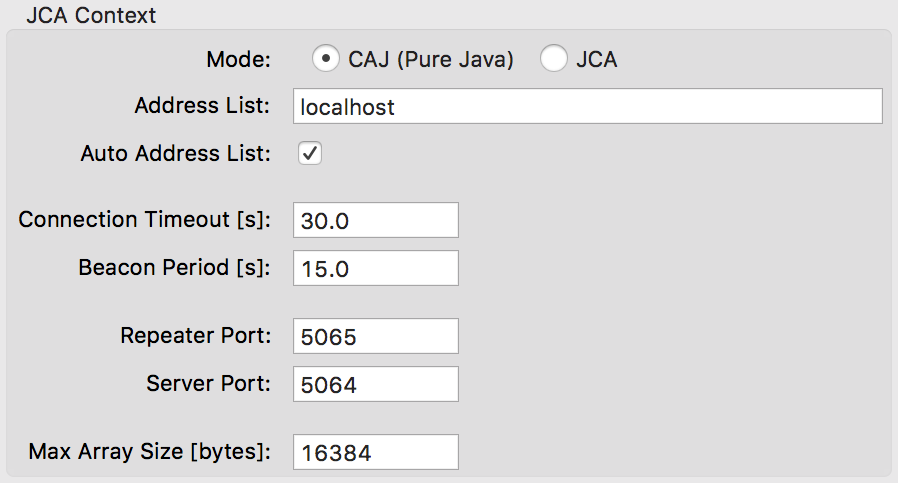 JCA Context
Mode: CAJ (Pure Java) JCA
Address List: localhost
Auto Address List:
Connection Timeout [s]: 30.0
Beacon Period [s]: 15.0
Repeater Port: 5065
Server Port: 5064
Max Array Size [bytes]: 16384